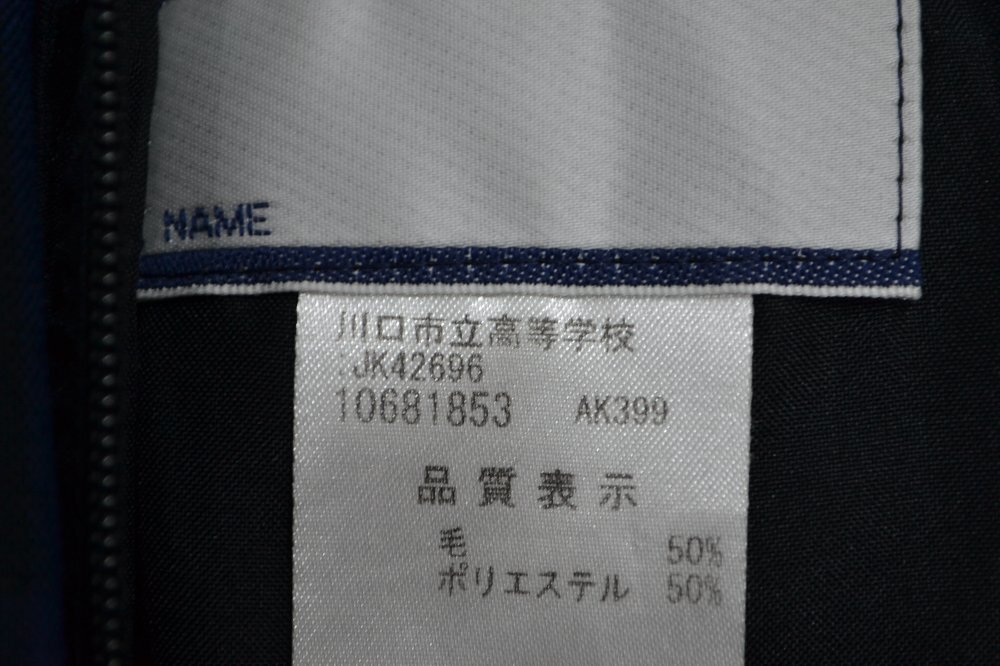 NAME
川口市立高等学校
:JK42696
10681853 AK399
品質表示
毛 50%
ポリエステル 50%